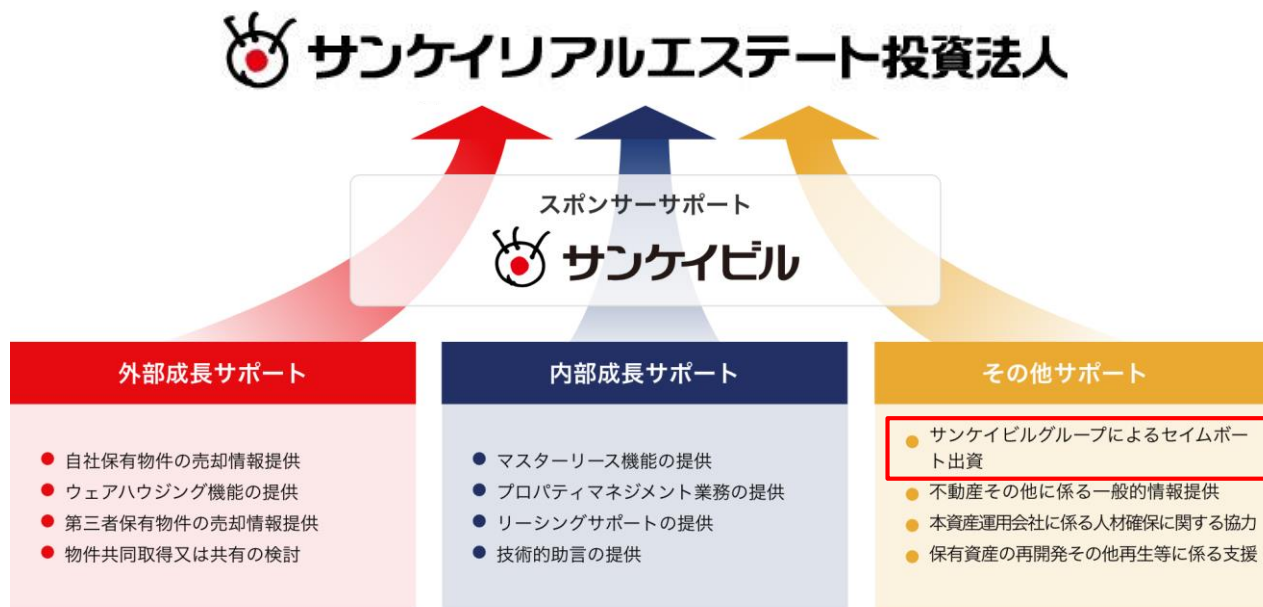 サンケイリアルエステート投資法人
スポンサーサポート
サンケイビル
外部成長サポート
自社保有物件の売却情報提供
ウェアハウジング機能の提供
第三者保有物件の売却情報提供
物件共同取得又は共有の検討
内部成長サポート
マスターリース機能の提供
プロパティマネジメント業務の提供
リーシングサポートの提供
技術的助言の提供
その他サポート
サンケイビルグループによるセイムボー
ト出資
不動産その他に係る一般的情報提供
本資産運用会社に係る人材確保に関する協力
保有資産の再開発その他再生等に係る支援